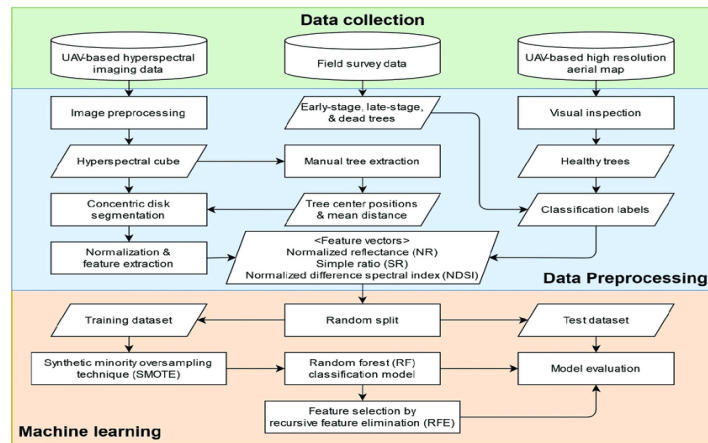 Data collection
UAV-based hyperspectral
imaging data
Field survey data
UAV-based high resolution
aerial map
Image preprocessing
Early-stage, late-stage,
& dead trees
Visual inspection
Hyperspectral cube
Manual tree extraction
Healthy trees
Concentric disk
segmentation
Tree center positions
& mean distance
Classification labels
Normalization &
feature extraction
<Feature vectors>
Normalized reflectance (NR)
Simple ratio (SR)
Normalized difference spectral index (NDSI)
Data Preprocessing
Training dataset
Random split
Test dataset
Synthetic minority oversampling
technique (SMOTE)
Random forest (RF)
classification model
Model evaluation
Feature selection by
recursive feature elimination (RFE)
Machine learning